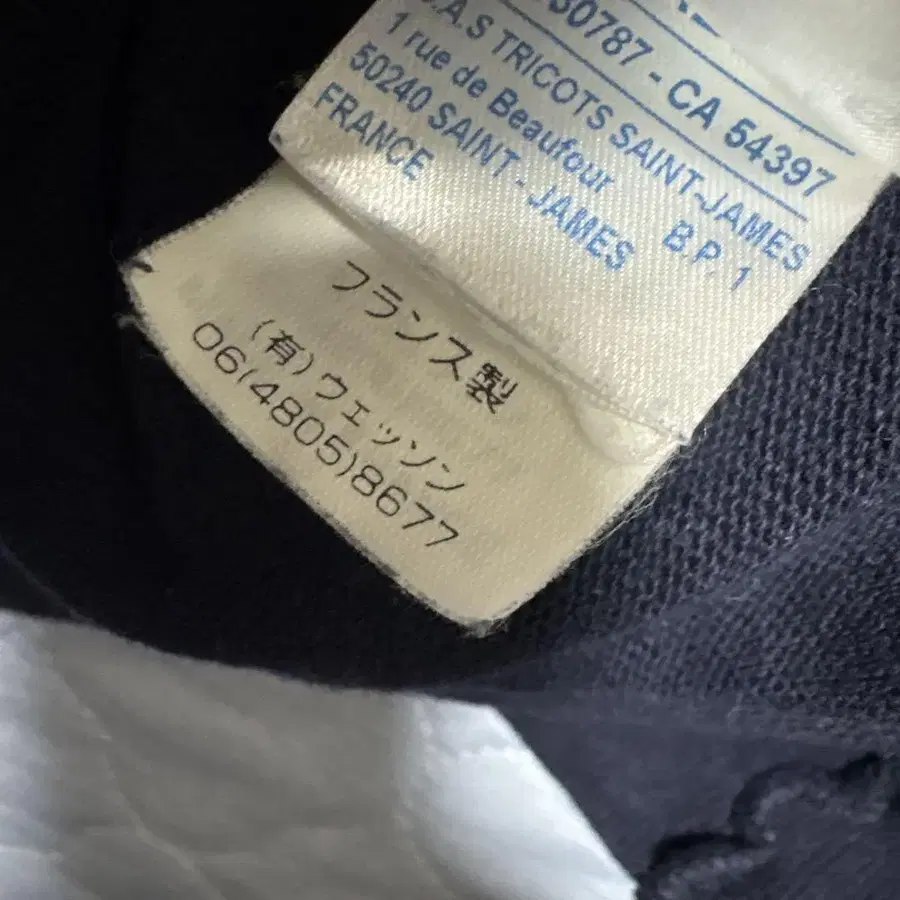 30787 - CA 54397
.A.S TRICOTS SAINT-JAMES
1 rue de Beaufour B.P. 1
50240 SAINT - JAMES
FRANCE
フランス製
(有)ウェッソン
06(4805)8677